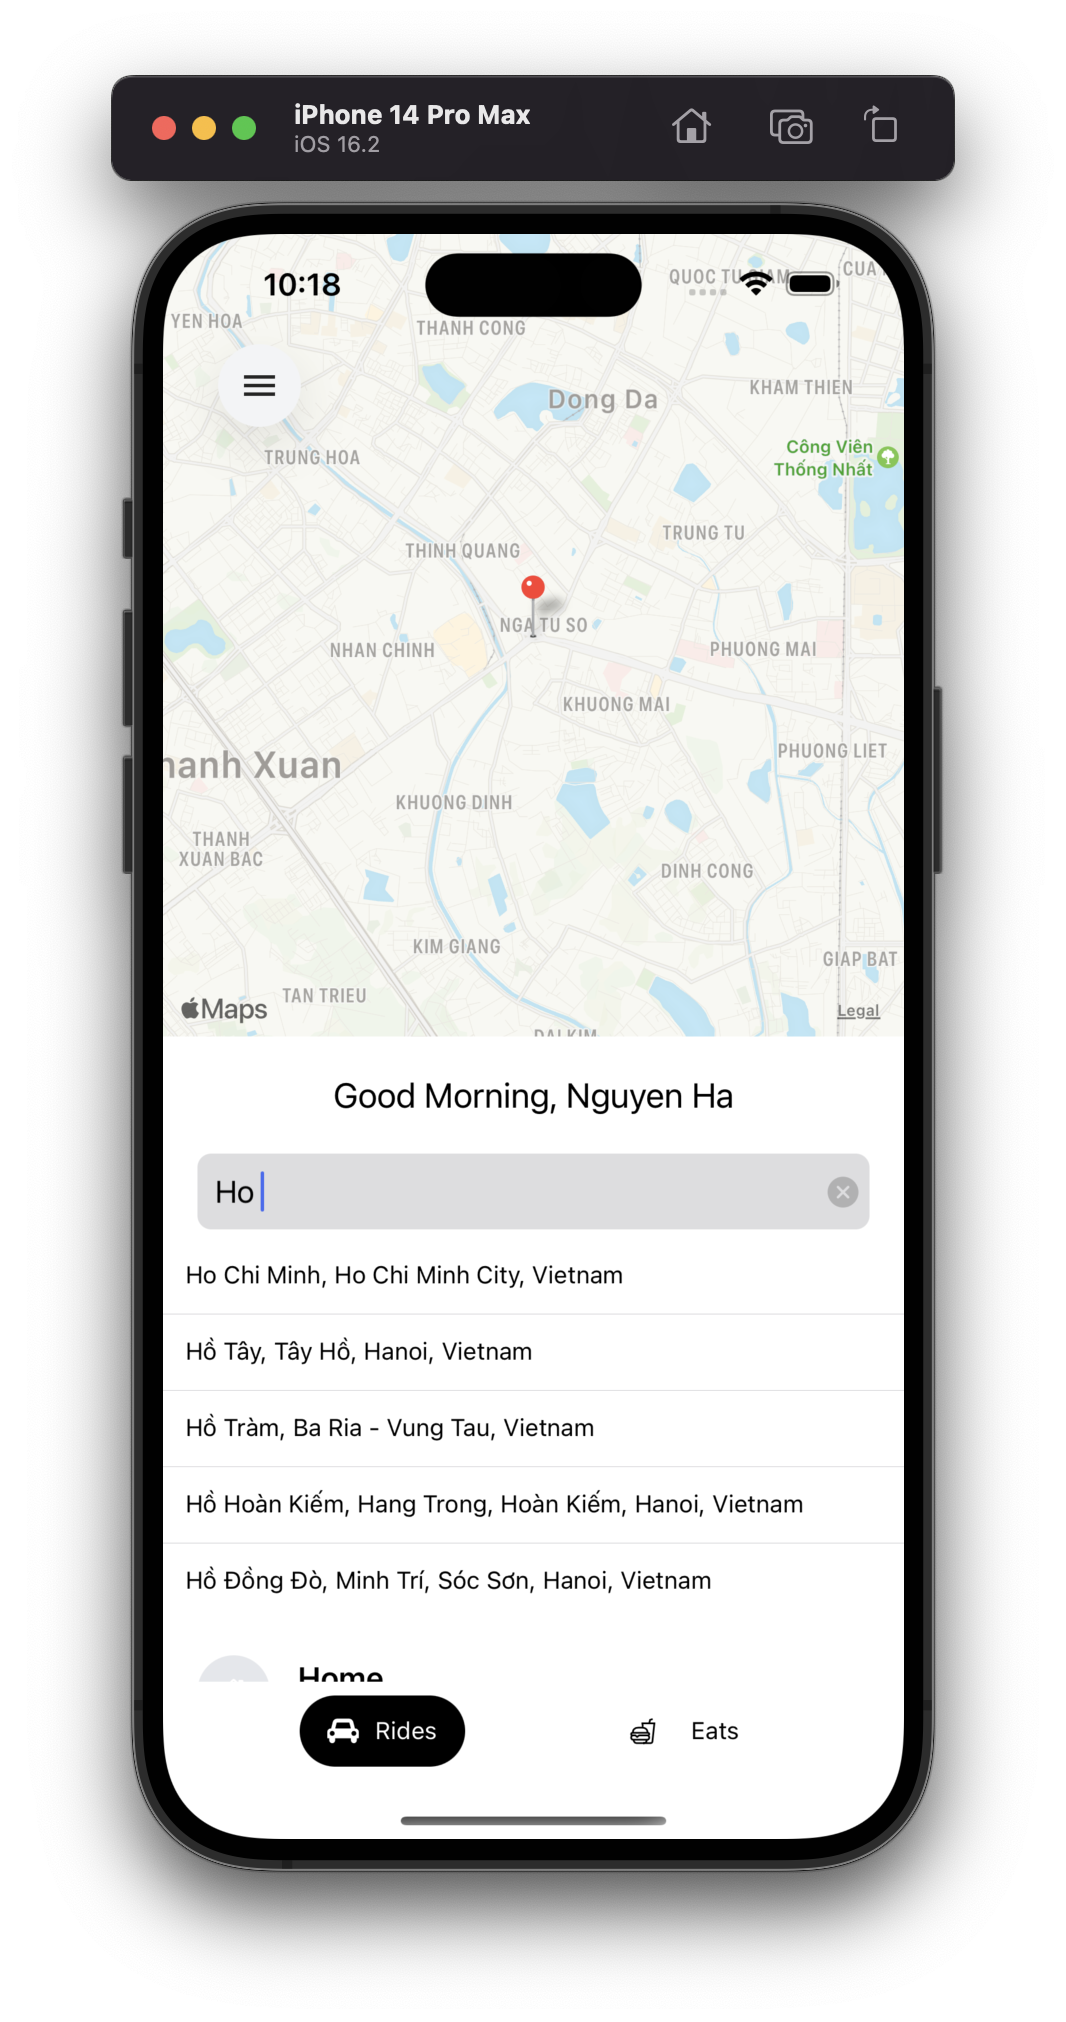 iPhone 14 Pro Max
iOS 16.2
10:18
QUOC TU GIAM
CUA
YEN HOA
THANH CONG
Dong Da
KHAM THIEN
Công Viên
Thống Nhất
TRUNG HOA
TRUNG TU
THINH QUANG
NGA TU SO
NHAN CHINH
PHUONG MAI
KHUONG MAI
PHUONG LIET
hanh Xuan
KHUONG DINH
THANH
XUAN BAC
DINH CONG
KIM GIANG
GIAP BAT
TAN TRIEU
Maps
Legal
DAI KIM
Good Morning, Nguyen Ha
Ho
Ho Chi Minh, Ho Chi Minh City, Vietnam
Hồ Tây, Tây Hồ, Hanoi, Vietnam
Hồ Tràm, Ba Ria - Vung Tau, Vietnam
Hồ Hoàn Kiếm, Hang Trong, Hoàn Kiếm, Hanoi, Vietnam
Hồ Đồng Đò, Minh Trí, Sóc Sơn, Hanoi, Vietnam
Home
Rides
Eats